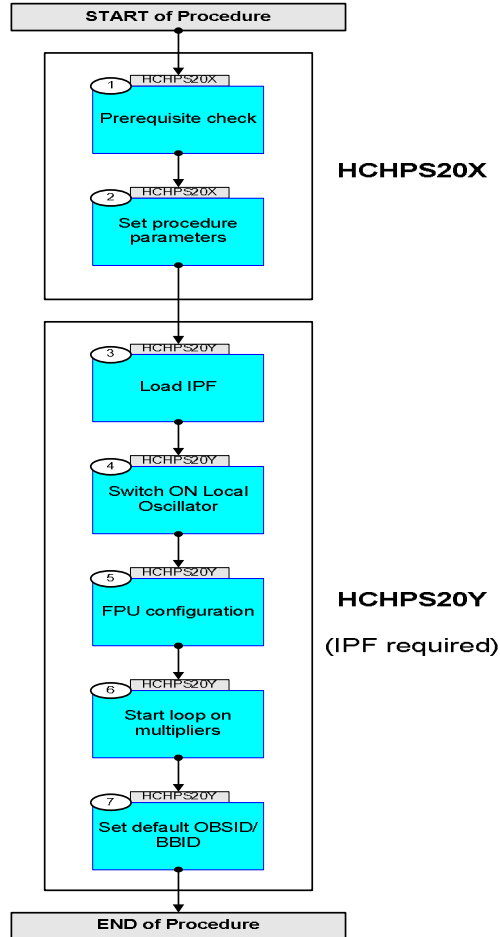 START of Procedure
HCHPS20X
1
Prerequisite check
HCHPS20X
HCHPS20X
2
Set procedure
parameters
HCHPS20Y
3
Load IPF
HCHPS20Y
4
Switch ON Local
Oscillator
HCHPS20Y
5
FPU configuration
HCHPS20Y
(IPF required)
HCHPS20Y
6
Start loop on
multipliers
HCHPS20Y
7
Set default OBSID/
BBID
END of Procedure